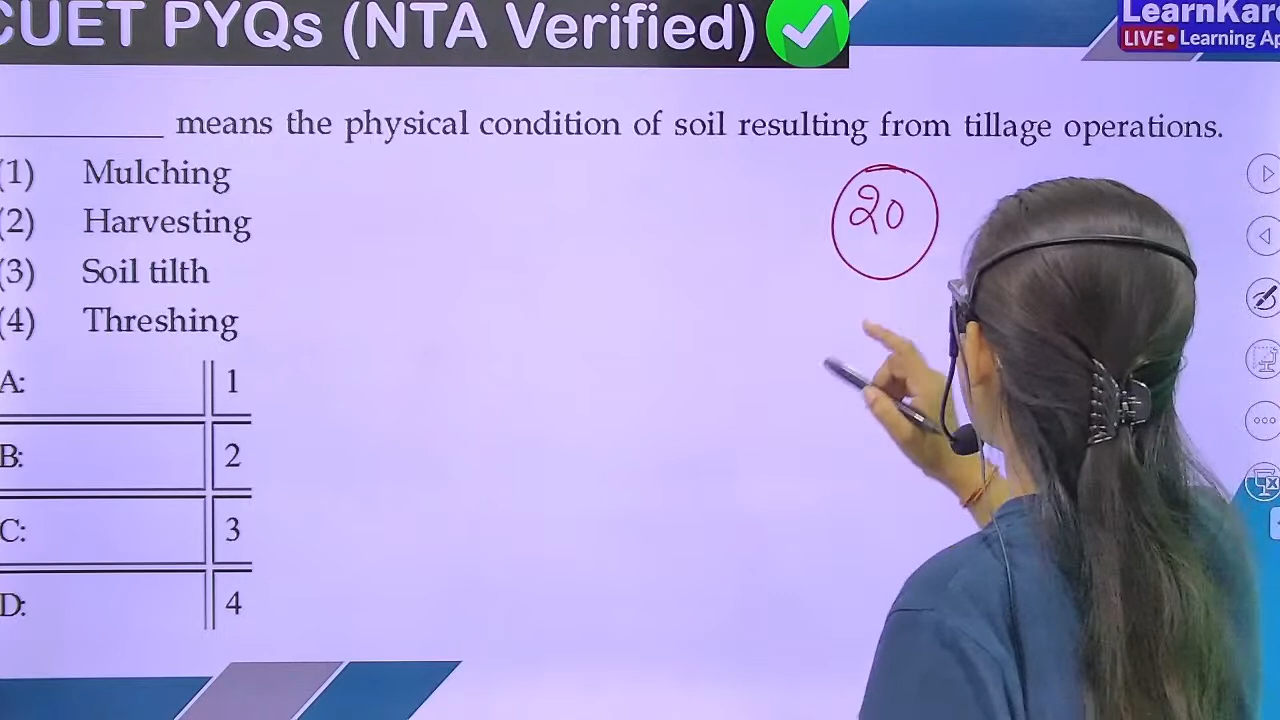 CUET PYQs (NTA Verified)
LearnKar
LIVE • Learning Ap
means the physical condition of soil resulting from tillage operations.
(1) Mulching
(2) Harvesting
(3) Soil tilth
(4) Threshing
20
A: 1
B: 2
C: 3
D: 4